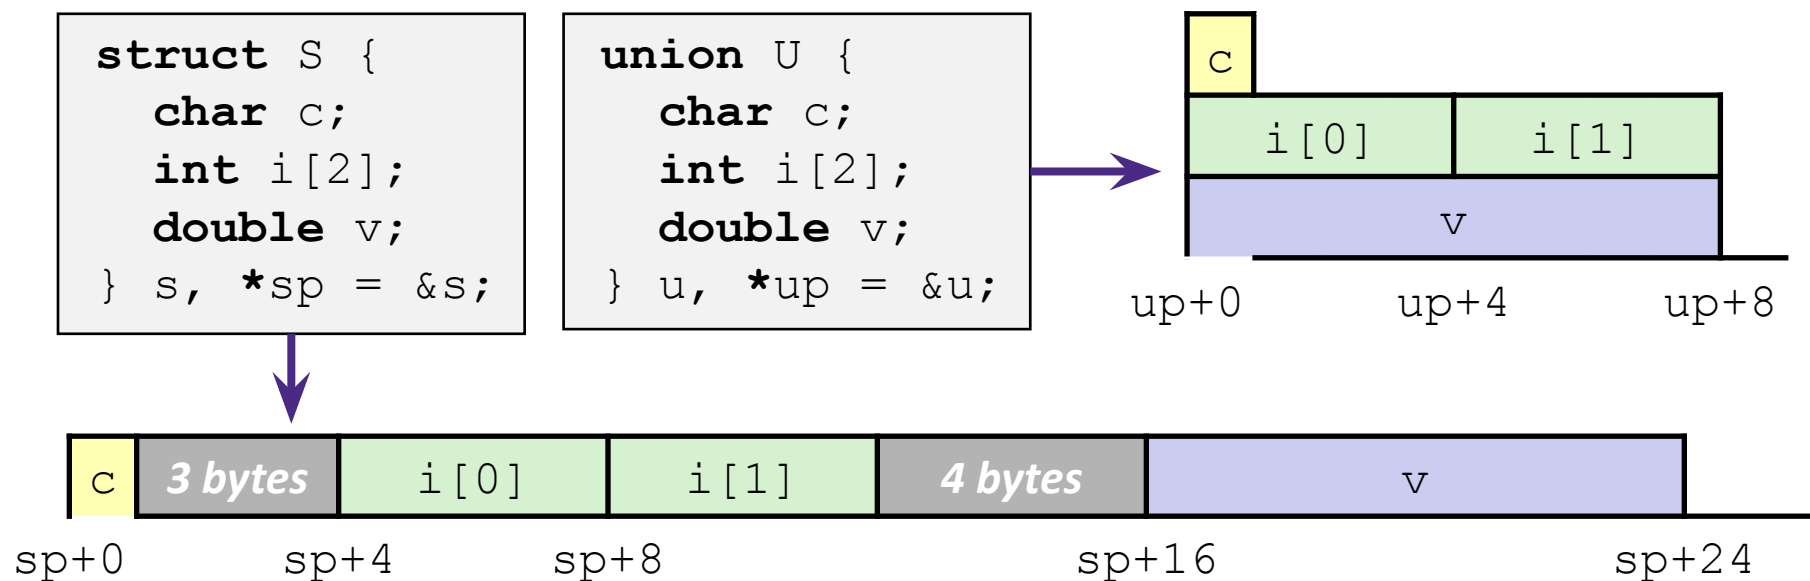 struct S {
  char c;
  int i[2];
  double v;
} s, *sp = &s;
union U {
  char c;
  int i[2];
  double v;
} u, *up = &u;
c
i[0] i[1]
v
up+0 up+4 up+8
c 3 bytes i[0] i[1] 4 bytes v
sp+0 sp+4 sp+8 sp+16 sp+24